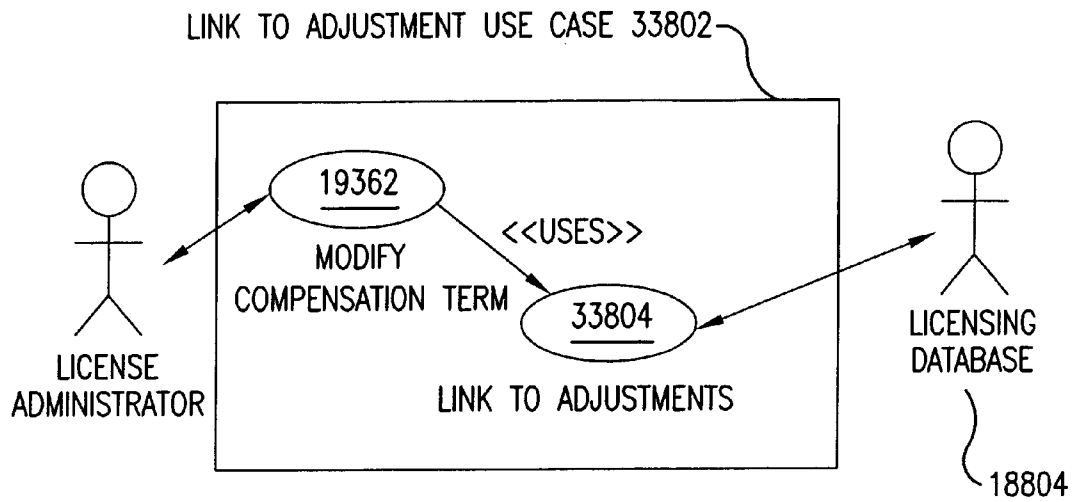 LINK TO ADJUSTMENT USE CASE 33802
19362
MODIFY
COMPENSATION TERM
<<USES>>
33804
LINK TO ADJUSTMENTS
LICENSE
ADMINISTRATOR
LICENSING
DATABASE
18804